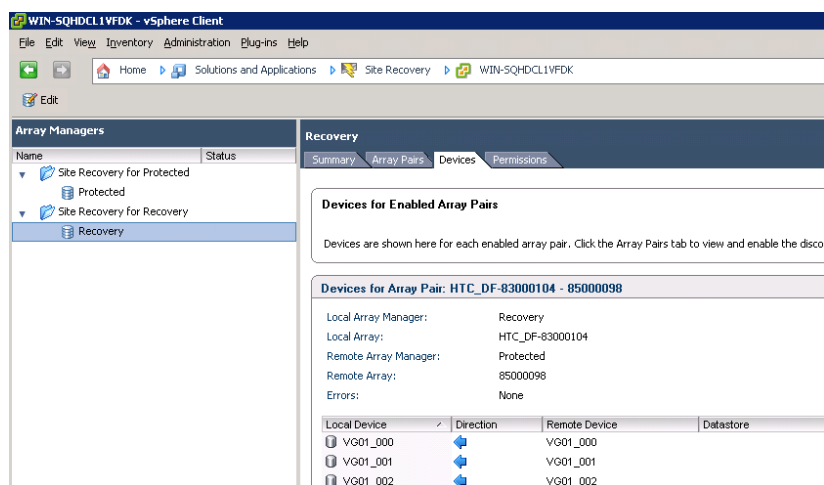 WIN-SQHDCL1VFDK - vSphere Client
File Edit View Inventory Administration Plug-ins Help
Home Solutions and Applications Site Recovery WIN-SQHDCL1VFDK
Edit
Array Managers
Name Status
Site Recovery for Protected
Protected
Site Recovery for Recovery
Recovery
Recovery
Summary Array Pairs Devices Permissions
Devices for Enabled Array Pairs
Devices are shown here for each enabled array pair. Click the Array Pairs tab to view and enable the disco
Devices for Array Pair: HTC_DF-83000104 - 85000098
Local Array Manager: Recovery
Local Array: HTC_DF-83000104
Remote Array Manager: Protected
Remote Array: 85000098
Errors: None
Local Device Direction Remote Device Datastore
VG01_000 VG01_000
VG01_001 VG01_001
VG01_002 VG01_002